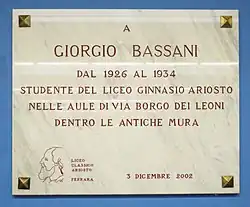 A
GIORGIO BASSANI
DAL 1926 AL 1934
STUDENTE DEL LICEO GINNASIO ARIOSTO
NELLE AULE DI VIA BORGO DEI LEONI
DENTRO LE ANTICHE MURA
LICEO
CLASSICO
ARIOSTO
FERRARA
3 DICEMBRE 2002